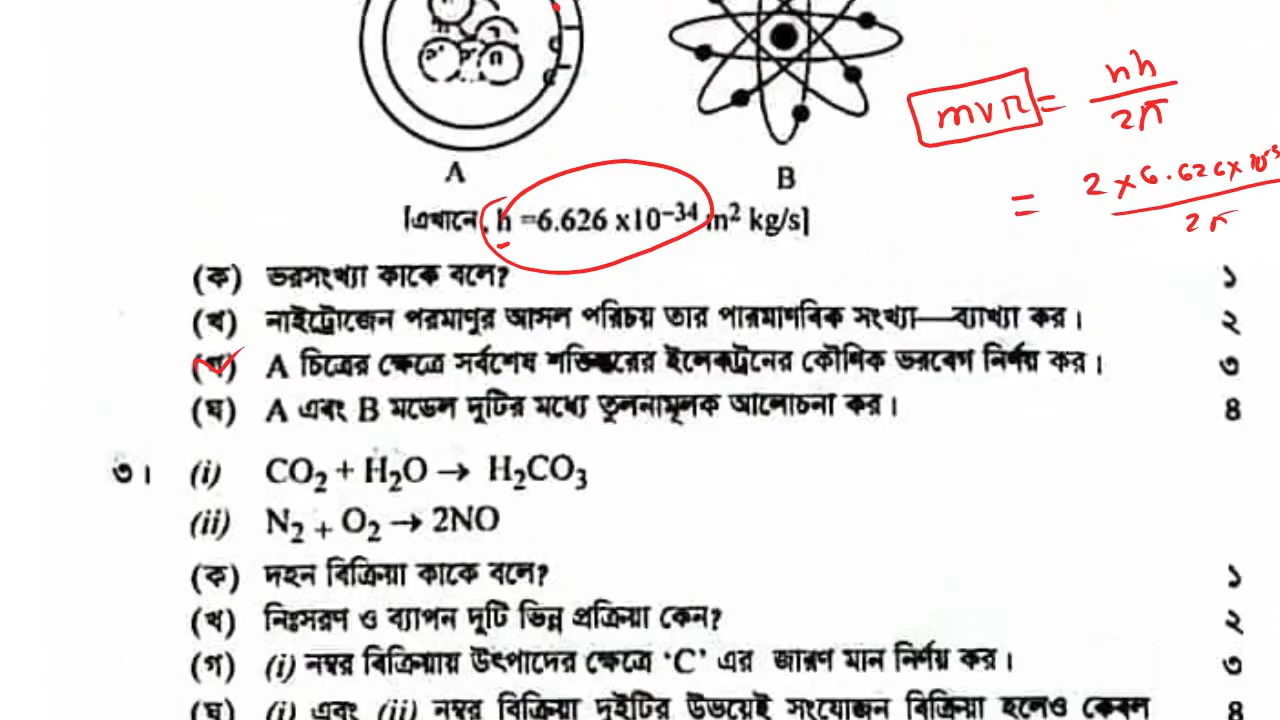 mvr = nh/2π
= 2 × 6.626 × 10⁻³/2π
A B
[এখানে, h =6.626 x10⁻³⁴ m² kg/s]
(ক) ভরসংখ্যা কাকে বলে? ১
(খ) নাইট্রোজেন পরমাণুর আসল পরিচয় তার পারমাণবিক সংখ্যা—ব্যাখ্যা কর। ২
(গ) A চিত্রের ক্ষেত্রে সর্বশেষ শক্তিস্তরের ইলেকট্রনের কৌণিক ভরবেগ নির্ণয় কর। ৩
(ঘ) A এবং B মডেল দুটির মধ্যে তুলনামূলক আলোচনা কর। ৪
৩। (i) CO₂ + H₂O → H₂CO₃
(ii) N₂ + O₂ → 2NO
(ক) দহন বিক্রিয়া কাকে বলে? ১
(খ) নিঃসরণ ও ব্যাপন দুটি ভিন্ন প্রক্রিয়া কেন? ২
(গ) (i) নম্বর বিক্রিয়ায় উৎপাদের ক্ষেত্রে ‘C’ এর জারণ মান নির্ণয় কর। ৩
(ঘ) (i) এবং (ii) নম্বর বিক্রিয়া দুইটির উভয়েই সংযোজন বিক্রিয়া হলেও কেবল ৪